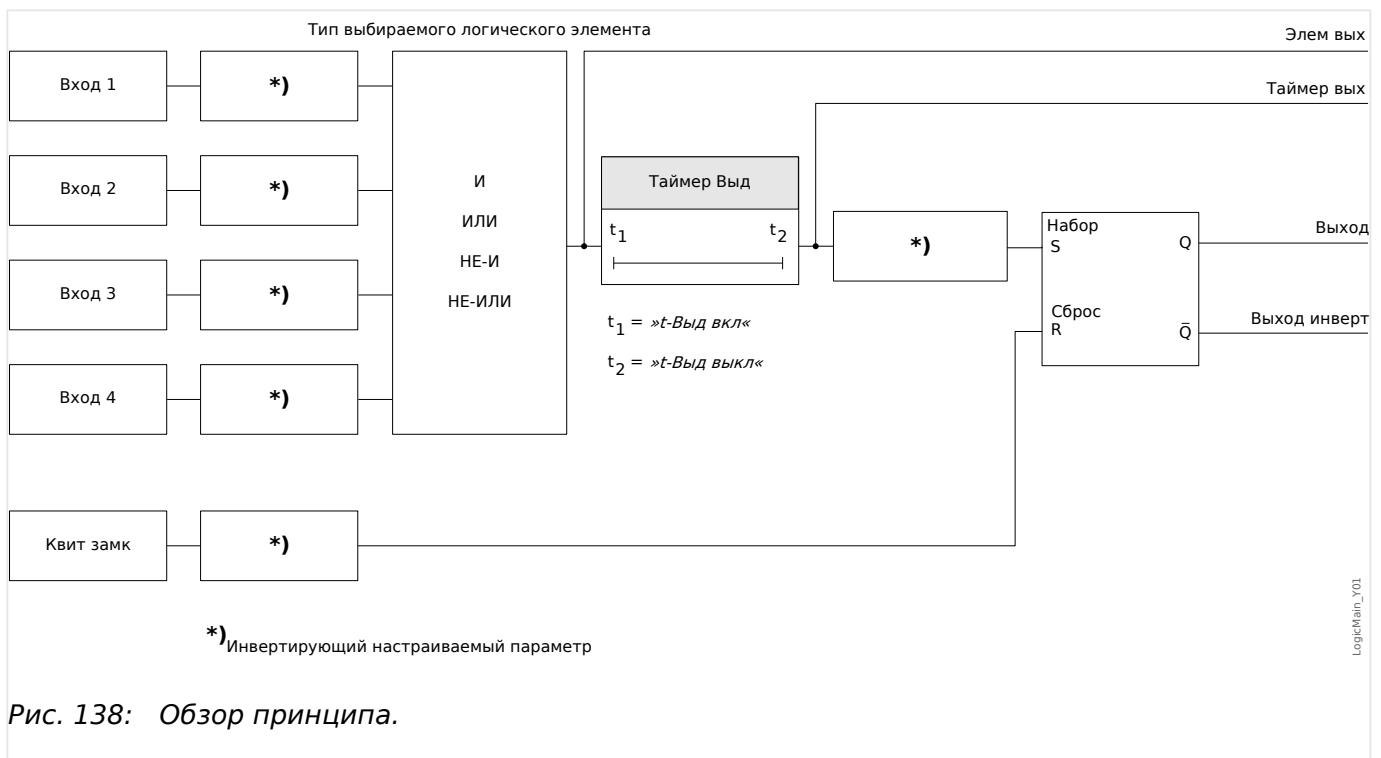 Тип выбираемого логического элемента
Элем вых
Вход 1
*)
Таймер вых
Вход 2
*)
И
ИЛИ
НЕ-И
НЕ-ИЛИ
Таймер Выд
t1
t2
*)
Набор
S
Q
Выход
Вход 3
*)
t1 = »t-Выд вкл«
t2 = »t-Выд выкл«
Сброс
R
Q̅
Выход инверт
Вход 4
*)
Квит замк
*)
*) Инвертирующий настраиваемый параметр
LogicMain_Y01
Рис. 138: Обзор принципа.